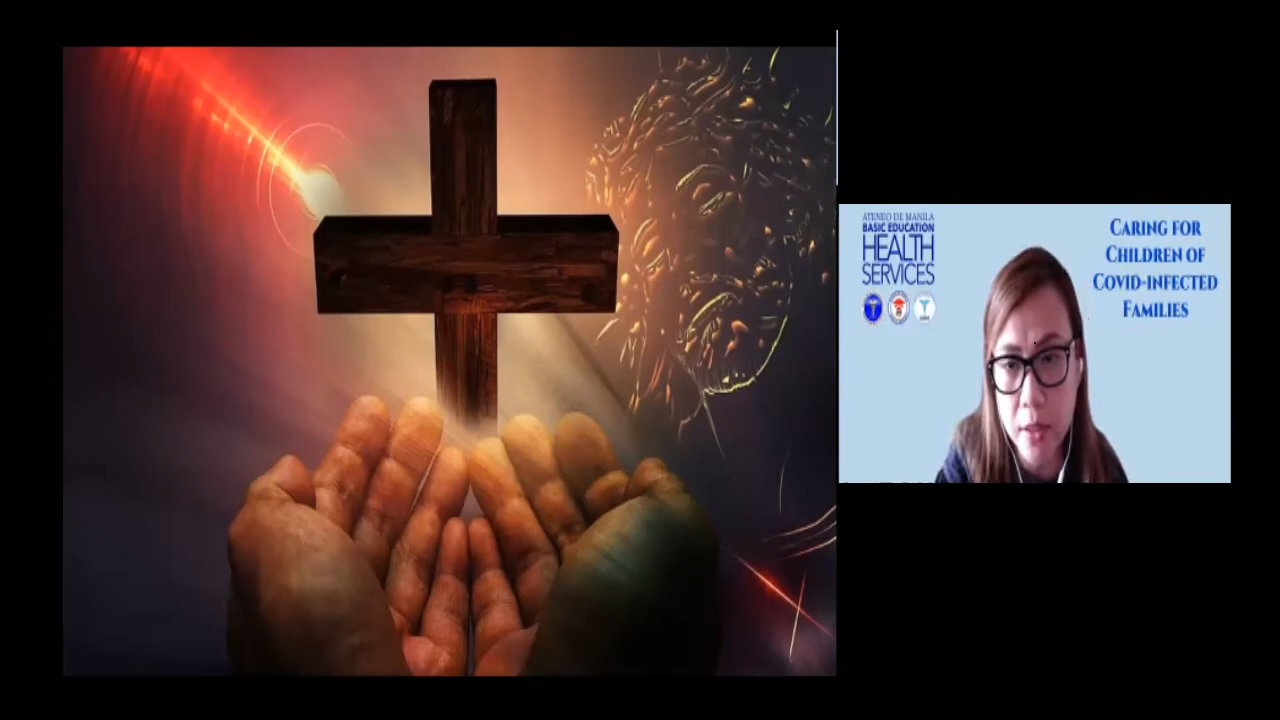 ATENEO DE MANILA
BASIC EDUCATION
HEALTH
SERVICES
CARING FOR
CHILDREN OF
COVID-INFECTED
FAMILIES